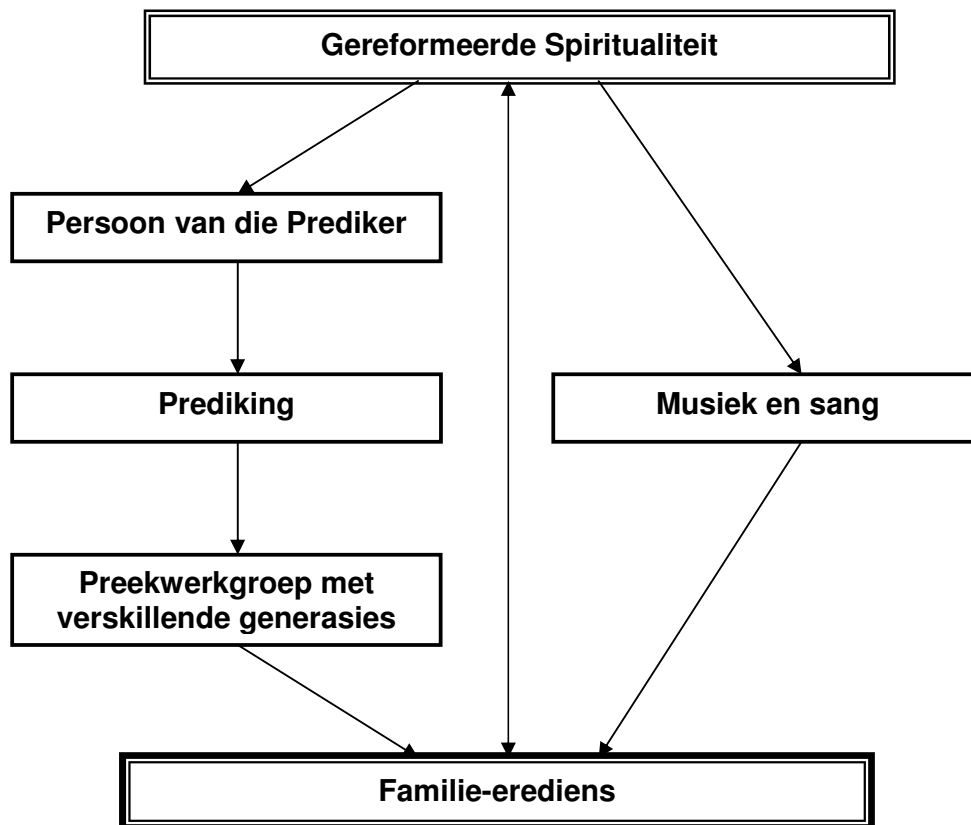 Gereformeerde Spiritualiteit
Persoon van die Prediker
Prediking
Musiek en sang
Preekwerkgroep met
verskillende generasies
Familie-erediens